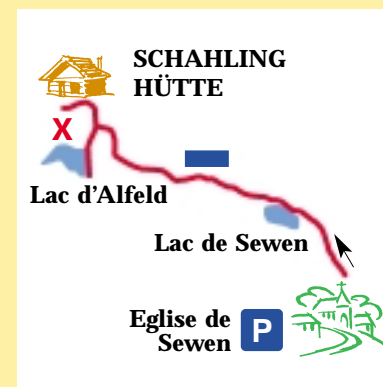 SCHAHLING
HÜTTE
X
Lac d'Alfeld
Lac de Sewen
Eglise de
Sewen
P